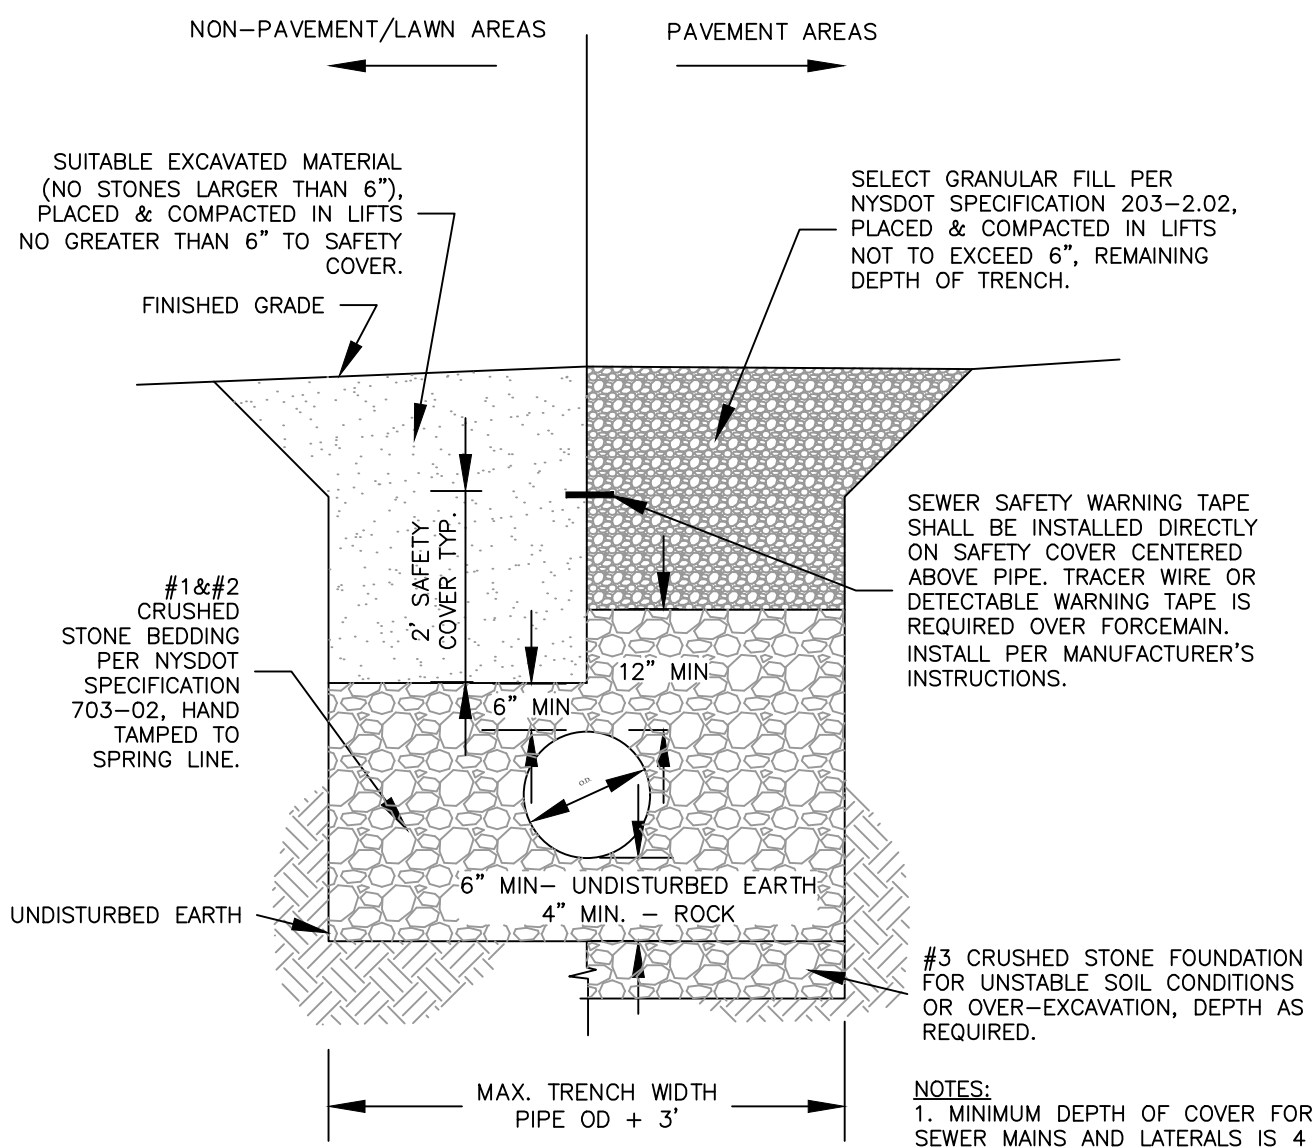 NON-PAVEMENT/LAWN AREAS
PAVEMENT AREAS
SUITABLE EXCAVATED MATERIAL
(NO STONES LARGER THAN 6"),
PLACED & COMPACTED IN LIFTS
NO GREATER THAN 6" TO SAFETY
COVER.
SELECT GRANULAR FILL PER
NYSDOT SPECIFICATION 203-2.02,
PLACED & COMPACTED IN LIFTS
NOT TO EXCEED 6", REMAINING
DEPTH OF TRENCH.
FINISHED GRADE
2' SAFETY
COVER TYP.
SEWER SAFETY WARNING TAPE
SHALL BE INSTALLED DIRECTLY
ON SAFETY COVER CENTERED
ABOVE PIPE. TRACER WIRE OR
DETECTABLE WARNING TAPE IS
REQUIRED OVER FORCEMAIN.
INSTALL PER MANUFACTURER'S
INSTRUCTIONS.
#1&#2
CRUSHED
STONE BEDDING
PER NYSDOT
SPECIFICATION
703-02, HAND
TAMPED TO
SPRING LINE.
12" MIN
6" MIN
O.D.
6" MIN- UNDISTURBED EARTH
4" MIN. - ROCK
UNDISTURBED EARTH
#3 CRUSHED STONE FOUNDATION
FOR UNSTABLE SOIL CONDITIONS
OR OVER-EXCAVATION, DEPTH AS
REQUIRED.
MAX. TRENCH WIDTH
PIPE OD + 3'
NOTES:
1. MINIMUM DEPTH OF COVER FOR
SEWER MAINS AND LATERALS IS 4